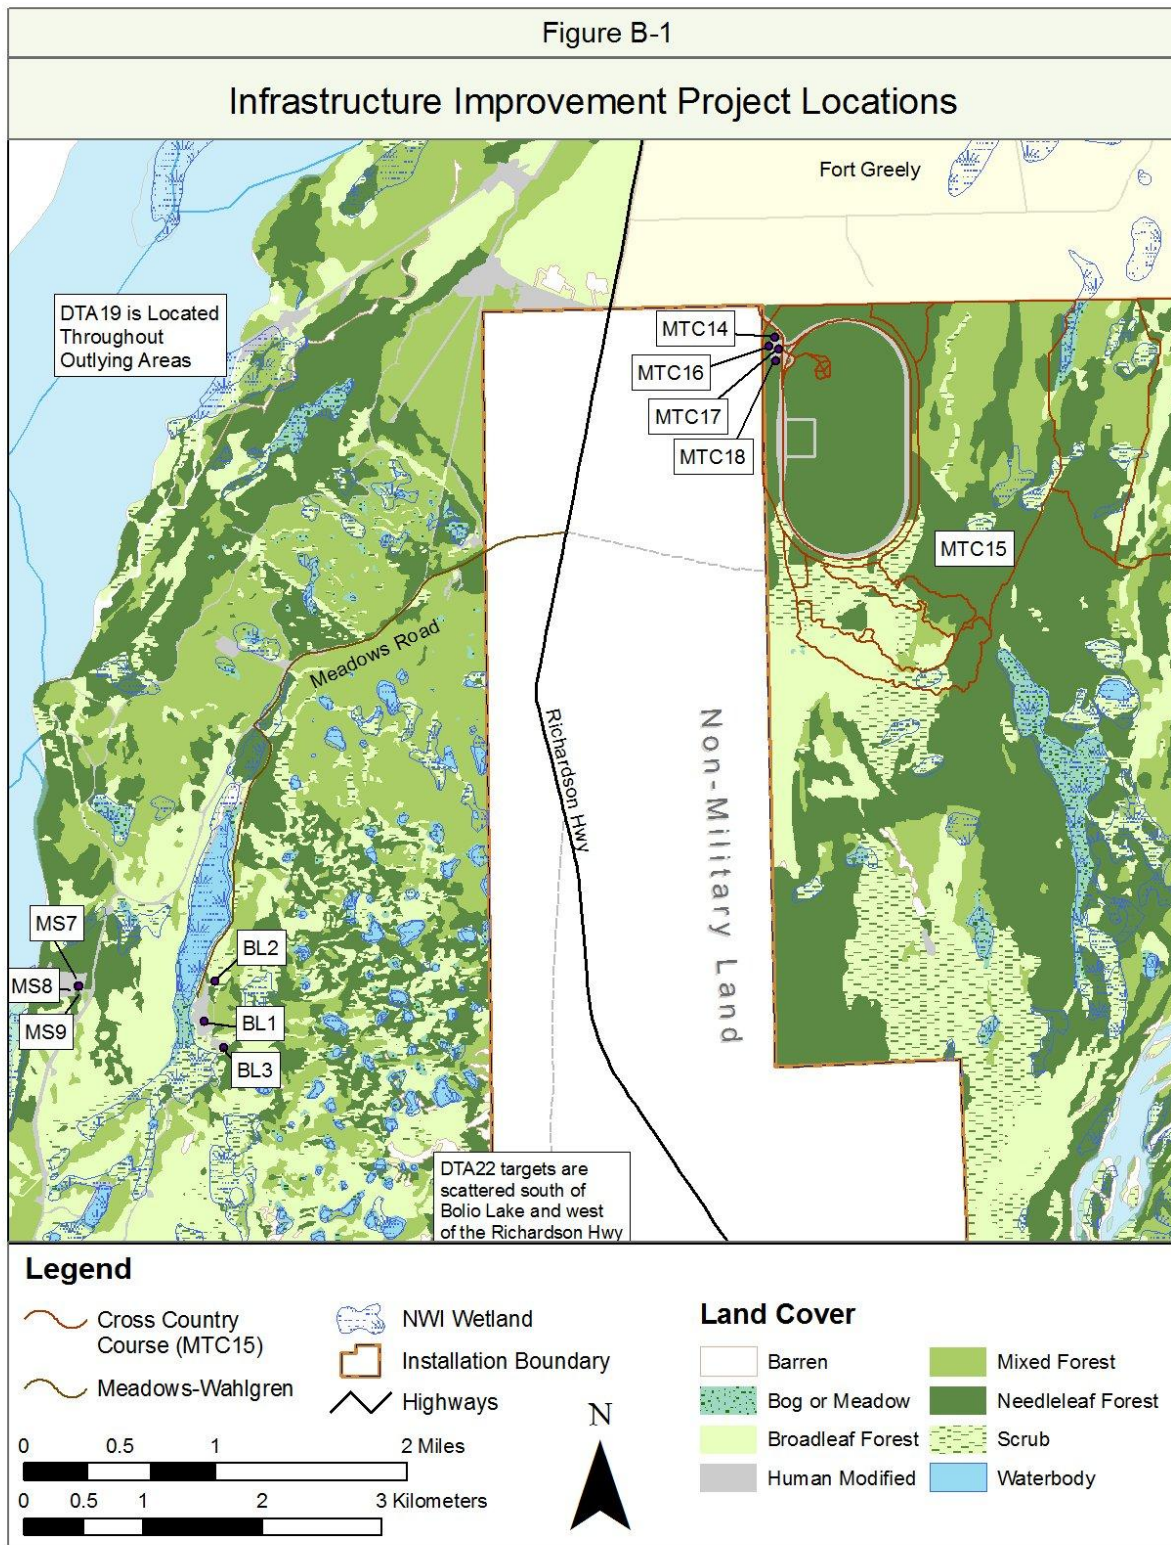 Figure B-1
Infrastructure Improvement Project Locations
Fort Greely
DTA19 is Located
Throughout
Outlying Areas
MTC14
MTC16
MTC17
MTC18
MTC15
Meadows Road
Richardson Hwy
Non-Military Land
MS7
MS8
MS9
BL2
BL1
BL3
DTA22 targets are
scattered south of
Bolio Lake and west
of the Richardson Hwy
Legend
Cross Country
Course (MTC15)
Meadows-Wahlgren
NWI Wetland
Installation Boundary
Highways
N
0 0.5 1 2 Miles
0 0.5 1 2 3 Kilometers
Land Cover
Barren
Bog or Meadow
Broadleaf Forest
Human Modified
Mixed Forest
Needleleaf Forest
Scrub
Waterbody